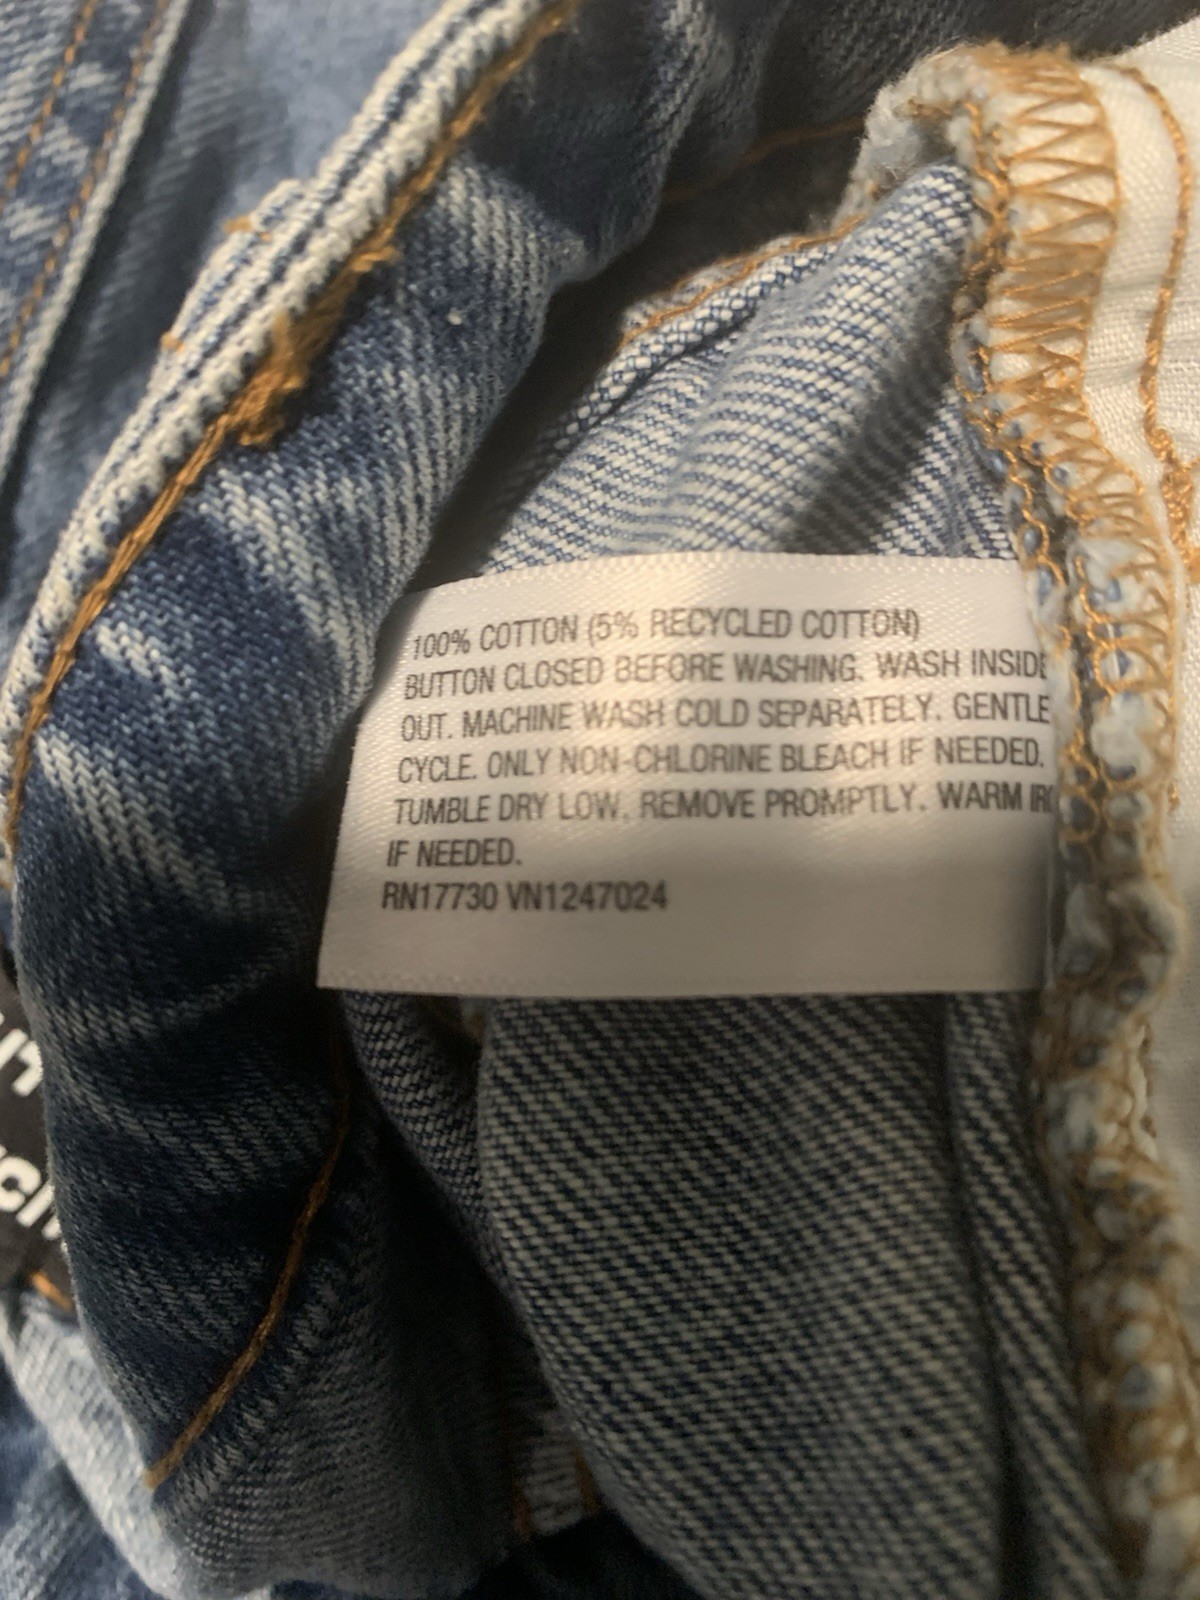 100% COTTON (5% RECYCLED COTTON)
BUTTON CLOSED BEFORE WASHING. WASH INSIDE
OUT. MACHINE WASH COLD SEPARATELY. GENTLE
CYCLE. ONLY NON-CHLORINE BLEACH IF NEEDED.
TUMBLE DRY LOW. REMOVE PROMPTLY. WARM
IF NEEDED.
RN17730 VN1247024